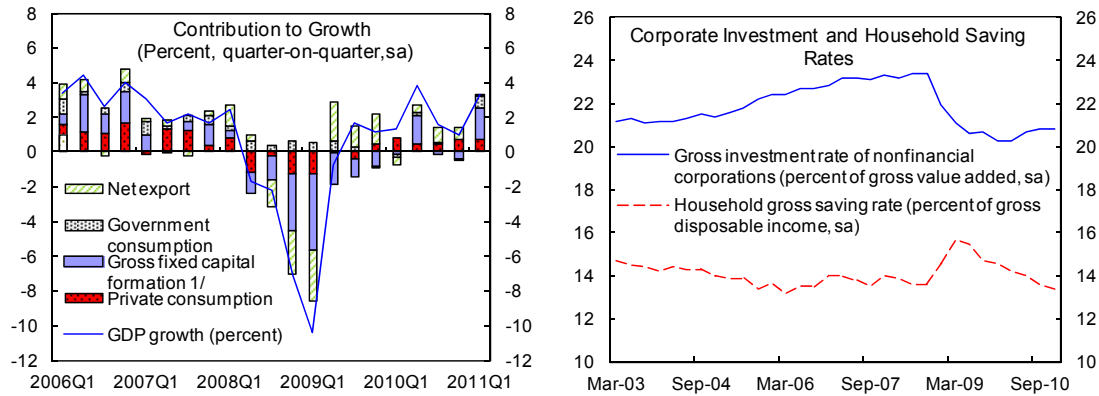 Contribution to Growth
(Percent, quarter-on-quarter, sa)
8
6
4
2
0
-2
-4
-6
-8
-10
-12
8
6
4
2
0
-2
-4
-6
-8
-10
-12
Net export
Government
consumption
Gross fixed capital
formation 1/
Private consumption
GDP growth (percent)
2006Q1 2007Q1 2008Q1 2009Q1 2010Q1 2011Q1
Corporate Investment and Household Saving
Rates
26
24
22
20
18
16
14
12
10
26
24
22
20
18
16
14
12
10
Gross investment rate of nonfinancial
corporations (percent of gross value added, sa)
Household gross saving rate (percent of gross
disposable income, sa)
Mar-03 Sep-04 Mar-06 Sep-07 Mar-09 Sep-10